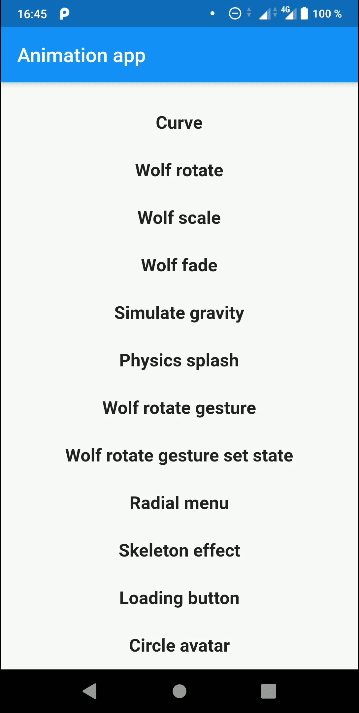 16:45 4G 100 %
Animation app
Curve
Wolf rotate
Wolf scale
Wolf fade
Simulate gravity
Physics splash
Wolf rotate gesture
Wolf rotate gesture set state
Radial menu
Skeleton effect
Loading button
Circle avatar